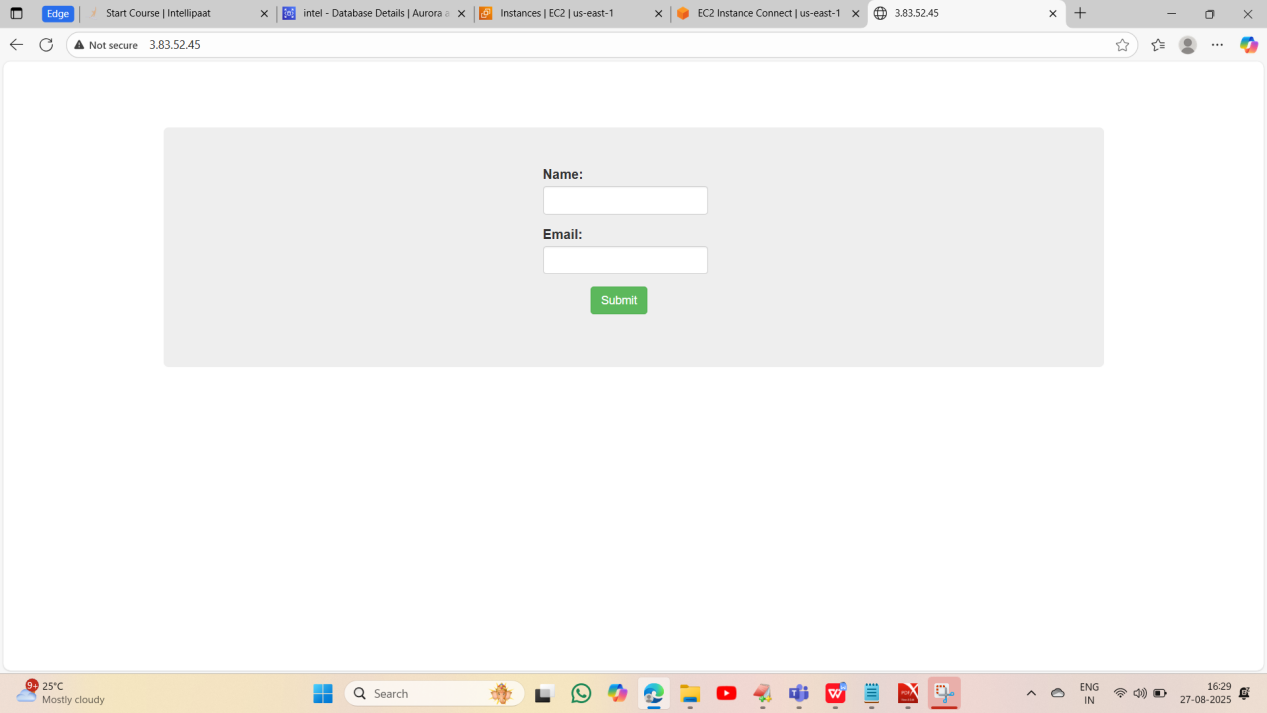 Edge
Start Course | Intellipaat
intel - Database Details | Aurora a
Instances | EC2 | us-east-1
EC2 Instance Connect | us-east-1
3.83.52.45
Not secure 3.83.52.45
Name:
Email:
Submit
9+
25°C
Mostly cloudy
Search
ENG
IN
16:29
27-08-2025